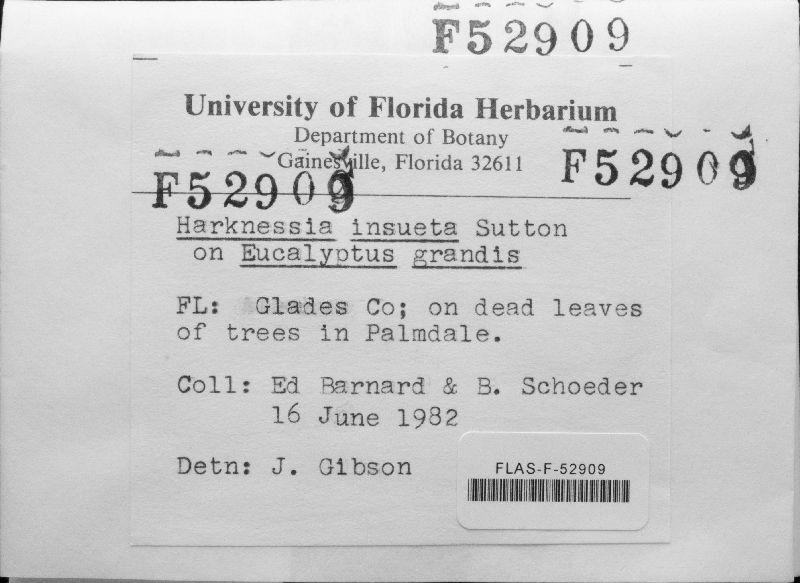 F52909
University of Florida Herbarium
Department of Botany
Gainesville, Florida 32611
F52909
F52909
Harknessia insueta Sutton
on Eucalyptus grandis
FL: Glades Co; on dead leaves
of trees in Palmdale.
Coll: Ed Barnard & B. Schoeder
16 June 1982
Detn: J. Gibson
FLAS-F-52909